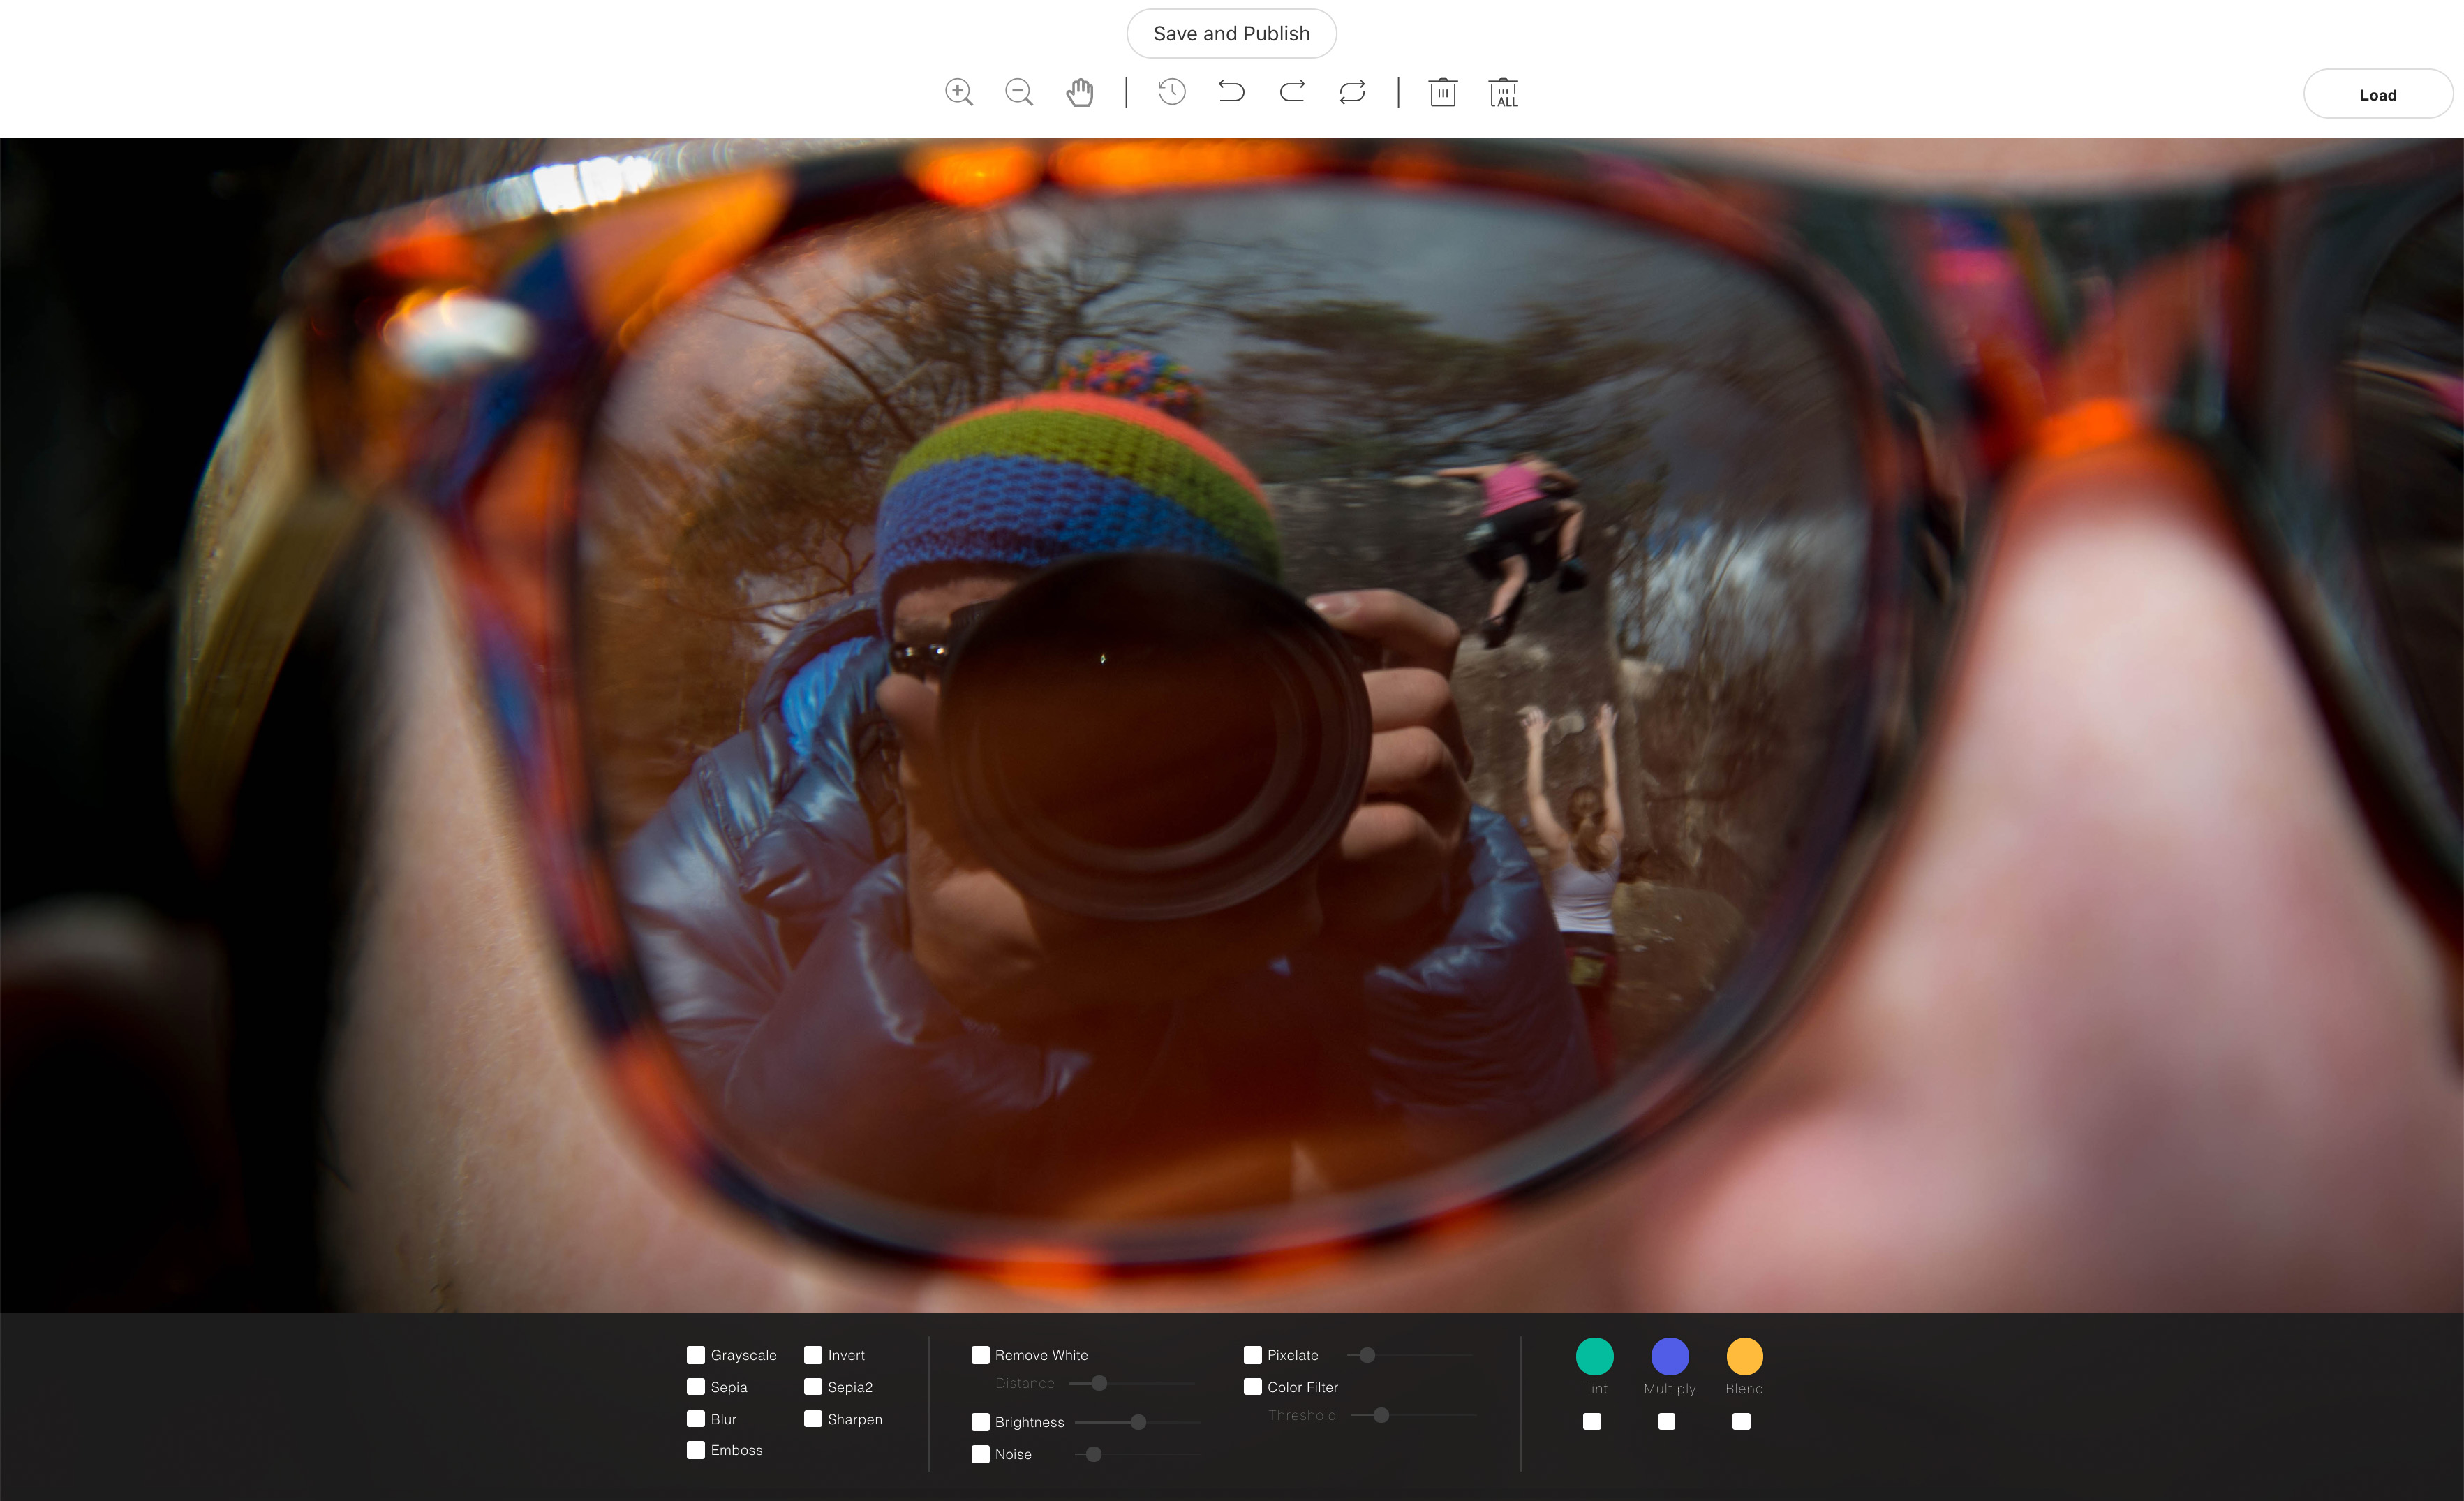 Save and Publish
ALL
Load
Grayscale
Invert
Sepia
Sepia2
Blur
Sharpen
Emboss
Remove White
Distance
Brightness
Noise
Pixelate
Color Filter
Threshold
Tint
Multiply
Blend